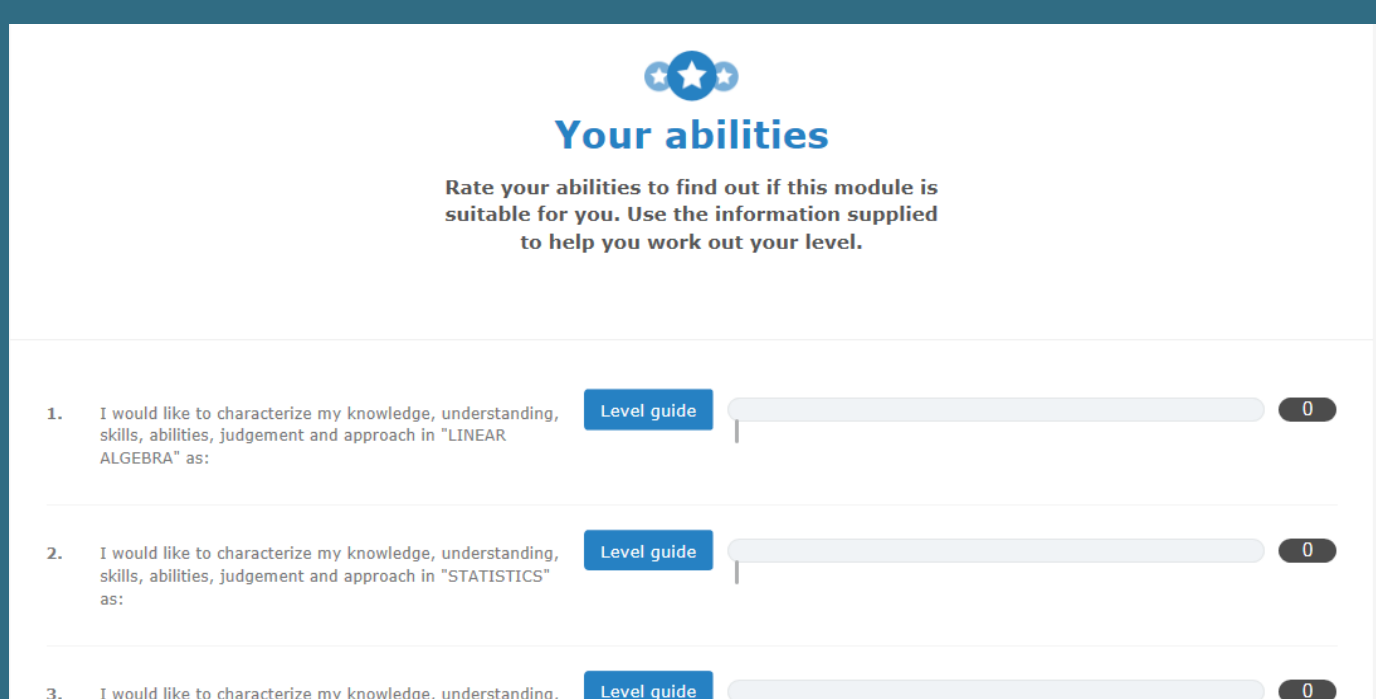 Your abilities
Rate your abilities to find out if this module is
suitable for you. Use the information supplied
to help you work out your level.
1. I would like to characterize my knowledge, understanding,
skills, abilities, judgement and approach in "LINEAR
ALGEBRA" as:
Level guide
0
2. I would like to characterize my knowledge, understanding,
skills, abilities, judgement and approach in "STATISTICS"
as:
Level guide
0
3. I would like to characterize my knowledge, understanding,
Level guide
0